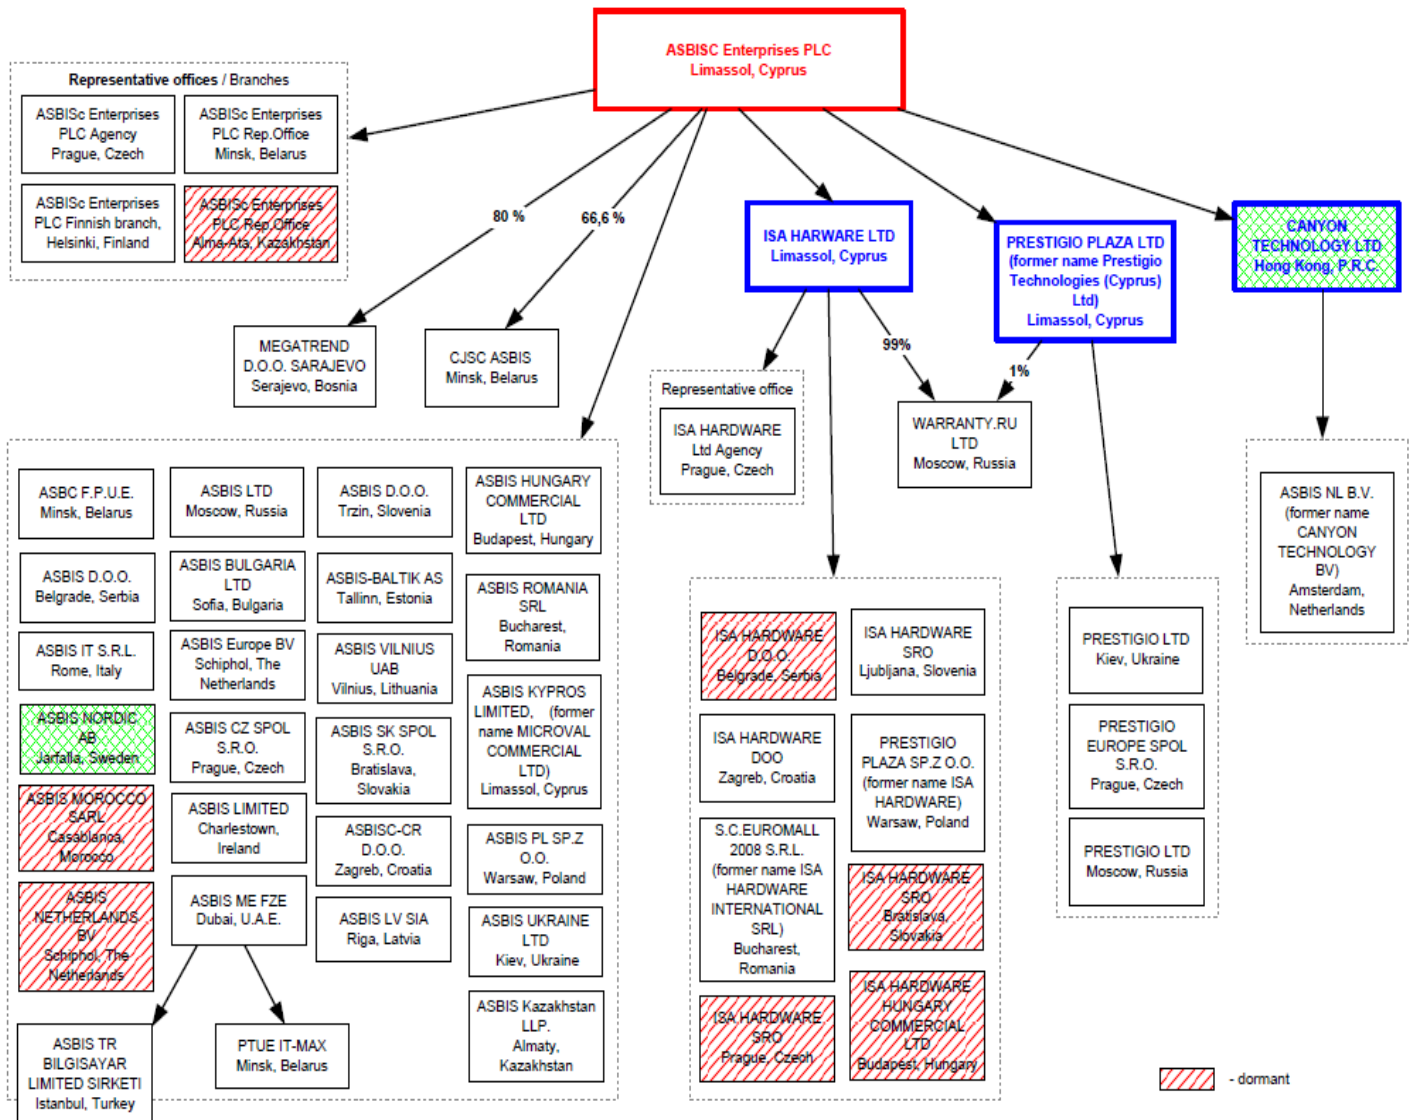 ASBISC Enterprises PLC
Limassol, Cyprus
Representative offices / Branches
ASBISc Enterprises
PLC Agency
Prague, Czech
ASBISc Enterprises
PLC Rep.Office
Minsk, Belarus
ASBISc Enterprises
PLC Finnish branch,
Helsinki, Finland
ASBISc Enterprises
PLC Rep.Office
Alma-Ata, Kazakhstan
80 %
66,6 %
ISA HARWARE LTD
Limassol, Cyprus
PRESTIGIO PLAZA LTD
(former name Prestigio
Technologies (Cyprus)
Ltd)
Limassol, Cyprus
CANYON
TECHNOLOGY LTD
Hong Kong, P.R.C.
MEGATREND
D.O.O. SARAJEVO
Serajevo, Bosnia
CJSC ASBIS
Minsk, Belarus
99%
1%
Representative office
ISA HARDWARE
Ltd Agency
Prague, Czech
WARRANTY.RU
LTD
Moscow, Russia
ASBIS NL B.V.
(former name
CANYON
TECHNOLOGY
BV)
Amsterdam,
Netherlands
ASBC F.P.U.E.
Minsk, Belarus
ASBIS D.O.O.
Belgrade, Serbia
ASBIS IT S.R.L.
Rome, Italy
ASBIS NORDIC
AB
Jarfalla, Sweden
ASBIS MOROCCO
SARL
Casablanca,
Morocco
ASBIS
NETHERLANDS
BV
Schiphol, The
Netherlands
ASBIS LTD
Moscow, Russia
ASBIS BULGARIA
LTD
Sofia, Bulgaria
ASBIS Europe BV
Schiphol, The
Netherlands
ASBIS CZ SPOL
S.R.O.
Prague, Czech
ASBIS LIMITED
Charlestown,
Ireland
ASBIS ME FZE
Dubai, U.A.E.
ASBIS D.O.O.
Trzin, Slovenia
ASBIS-BALTIK AS
Tallinn, Estonia
ASBIS VILNIUS
UAB
Vilnius, Lithuania
ASBIS SK SPOL
S.R.O.
Bratislava,
Slovakia
ASBISC-CR
D.O.O.
Zagreb, Croatia
ASBIS LV SIA
Riga, Latvia
ASBIS HUNGARY
COMMERCIAL
LTD
Budapest, Hungary
ASBIS ROMANIA
SRL
Bucharest,
Romania
ASBIS KYPROS
LIMITED, (former
name MICROVAL
COMMERCIAL
LTD)
Limassol, Cyprus
ASBIS PL SP.Z
O.O.
Warsaw, Poland
ASBIS UKRAINE
LTD
Kiev, Ukraine
ASBIS Kazakhstan
LLP.
Almaty,
Kazakhstan
ASBIS TR
BILGISAYAR
LIMITED SIRKETI
Istanbul, Turkey
PTUE IT-MAX
Minsk, Belarus
ISA HARDWARE
D.O.O.
Belgrade, Serbia
ISA HARDWARE
DOO
Zagreb, Croatia
S.C.EUROMALL
2008 S.R.L.
(former name ISA
HARDWARE
INTERNATIONAL
SRL)
Bucharest,
Romania
ISA HARDWARE
SRO
Prague, Czech
ISA HARDWARE
SRO
Ljubljana, Slovenia
PRESTIGIO
PLAZA SP.Z O.O.
(former name ISA
HARDWARE)
Warsaw, Poland
ISA HARDWARE
SRO
Bratislava,
Slovakia
ISA HARDWARE
HUNGARY
COMMERCIAL
LTD
Budapest, Hungary
PRESTIGIO LTD
Kiev, Ukraine
PRESTIGIO
EUROPE SPOL
S.R.O.
Prague, Czech
PRESTIGIO LTD
Moscow, Russia
- dormant